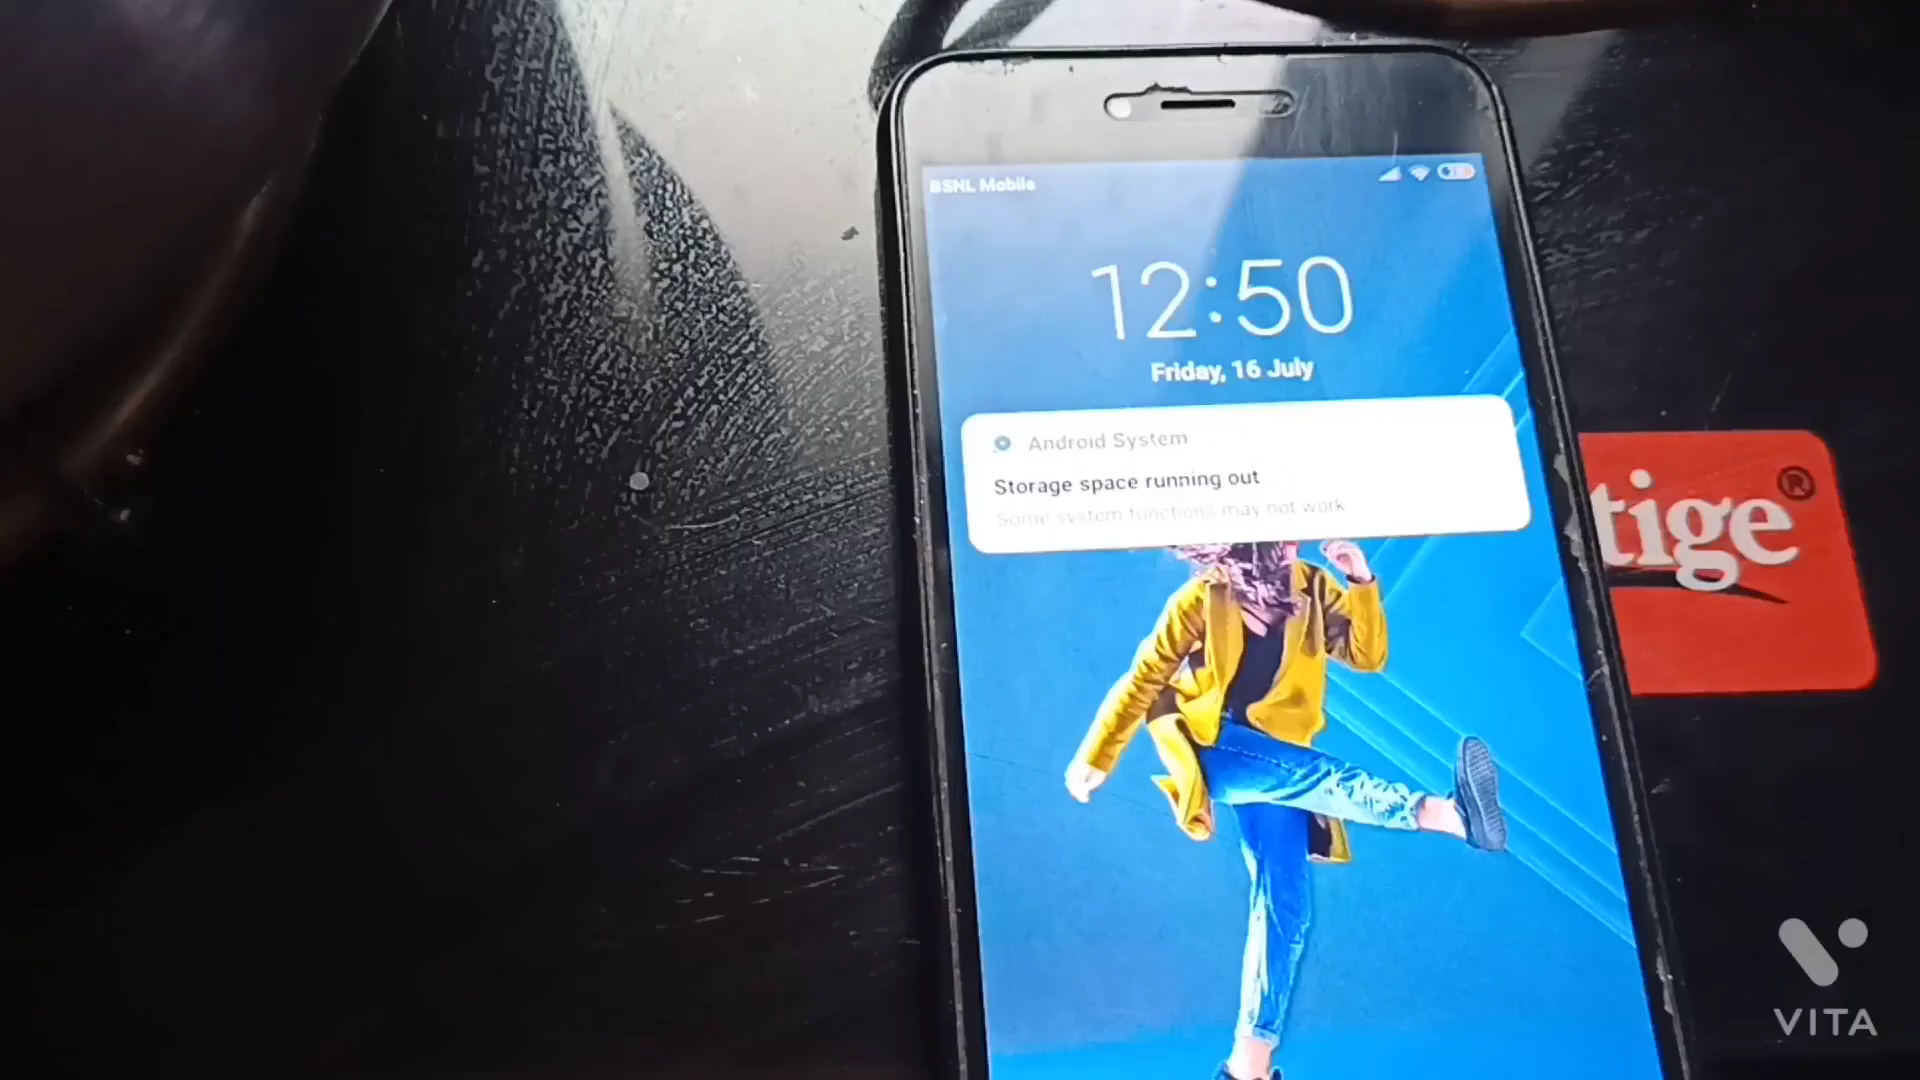 BSNL Mobile
12:50
Friday, 16 July
Android System
Storage space running out
Some system functions may not work
tige®
VITA